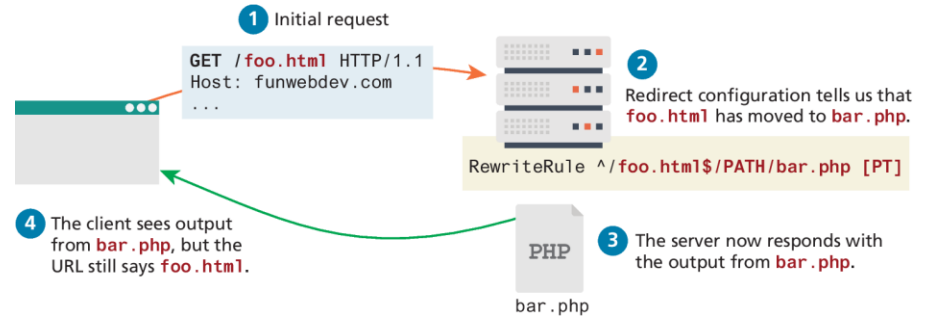 1 Initial request
GET /foo.html HTTP/1.1
Host: funwebdev.com
...
2
Redirect configuration tells us that
foo.html has moved to bar.php.
RewriteRule ^/foo.html$/PATH/bar.php [PT]
3 The server now responds with
the output from bar.php.
PHP
bar.php
4 The client sees output
from bar.php, but the
URL still says foo.html.